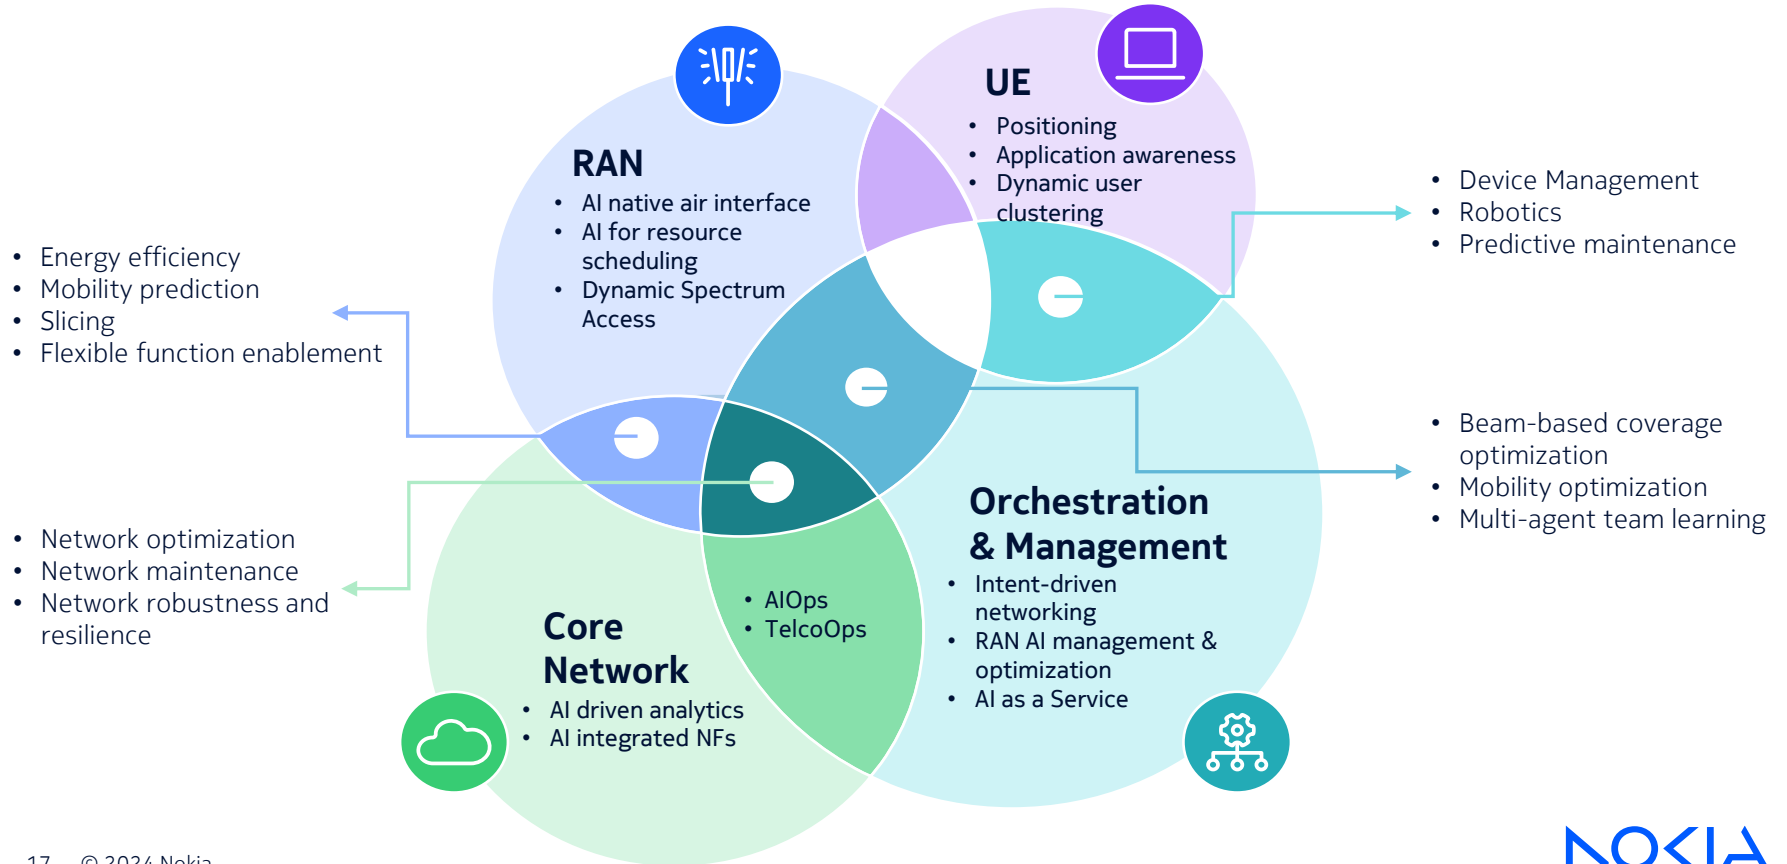 UE
• Positioning
• Application awareness
• Dynamic user
clustering
RAN
• AI native air interface
• AI for resource
scheduling
• Dynamic Spectrum
Access
• Device Management
• Robotics
• Predictive maintenance
• Energy efficiency
• Mobility prediction
• Slicing
• Flexible function enablement
• Beam-based coverage
optimization
• Mobility optimization
• Multi-agent team learning
Orchestration
& Management
• Intent-driven
networking
• RAN AI management &
optimization
• AI as a Service
• Network optimization
• Network maintenance
• Network robustness and
resilience
• AIOps
• TelcoOps
Core
Network
• AI driven analytics
• AI integrated NFs
17 © 2024 Nokia
NOKIA